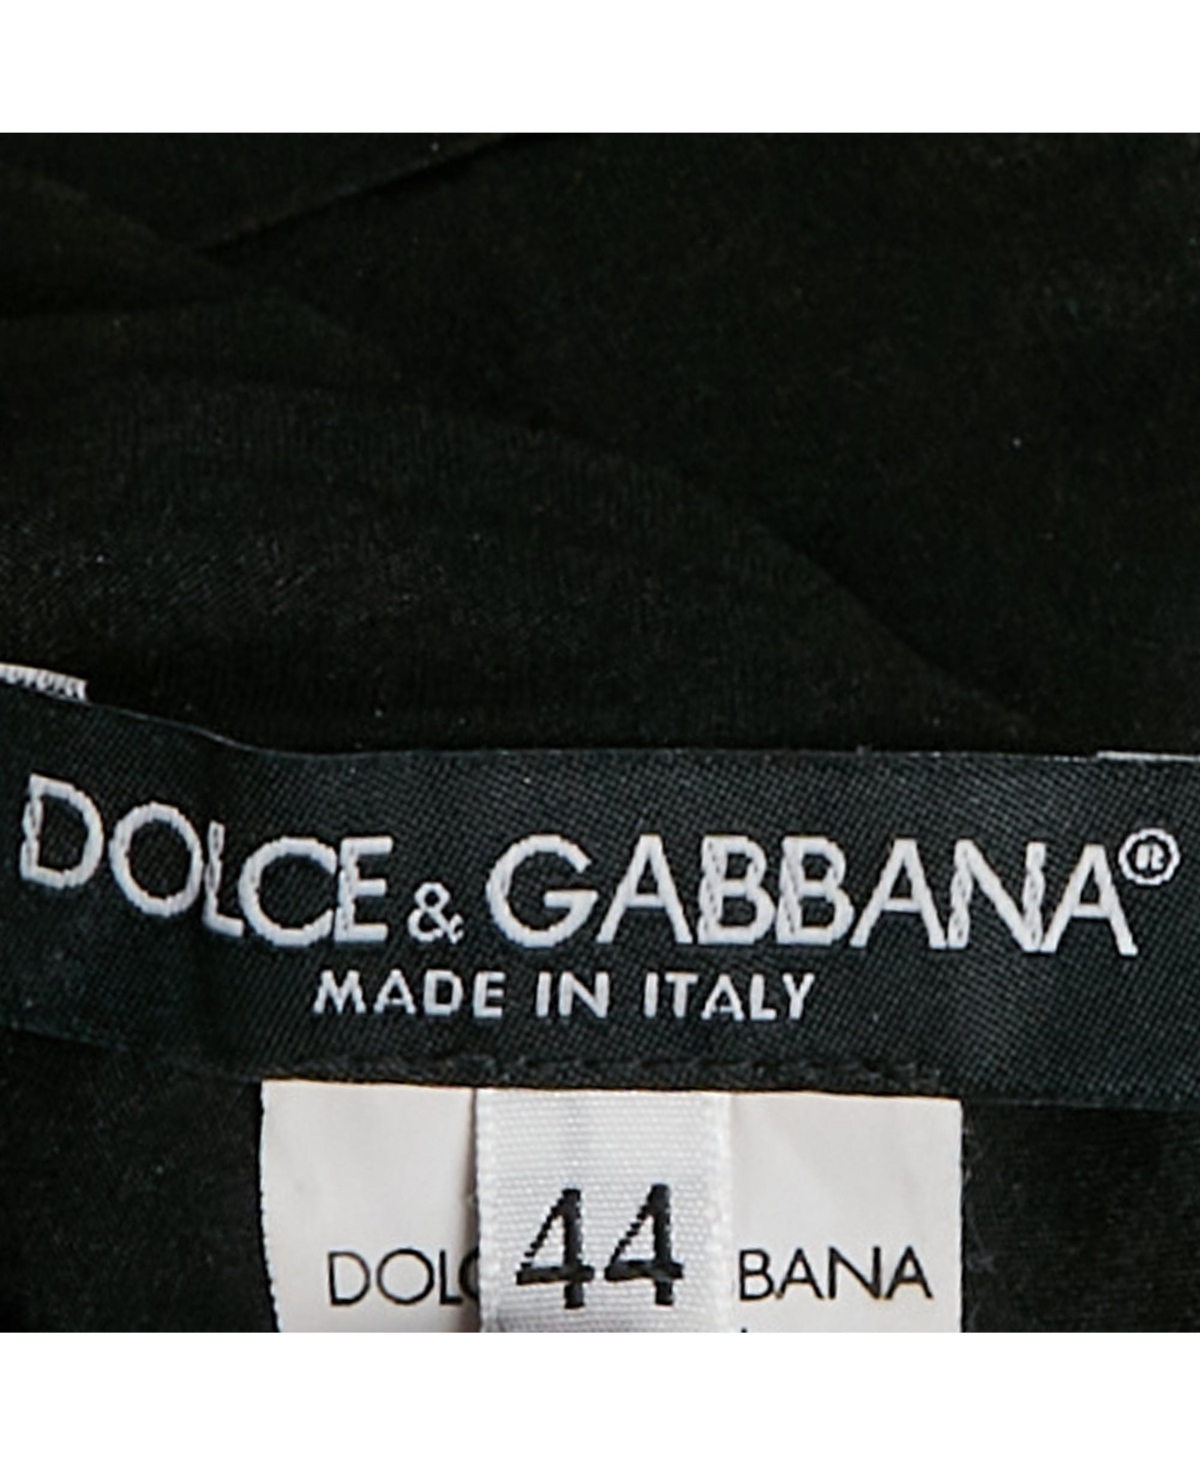 DOLCE & GABBANA®
MADE IN ITALY
44
DOLC BANA